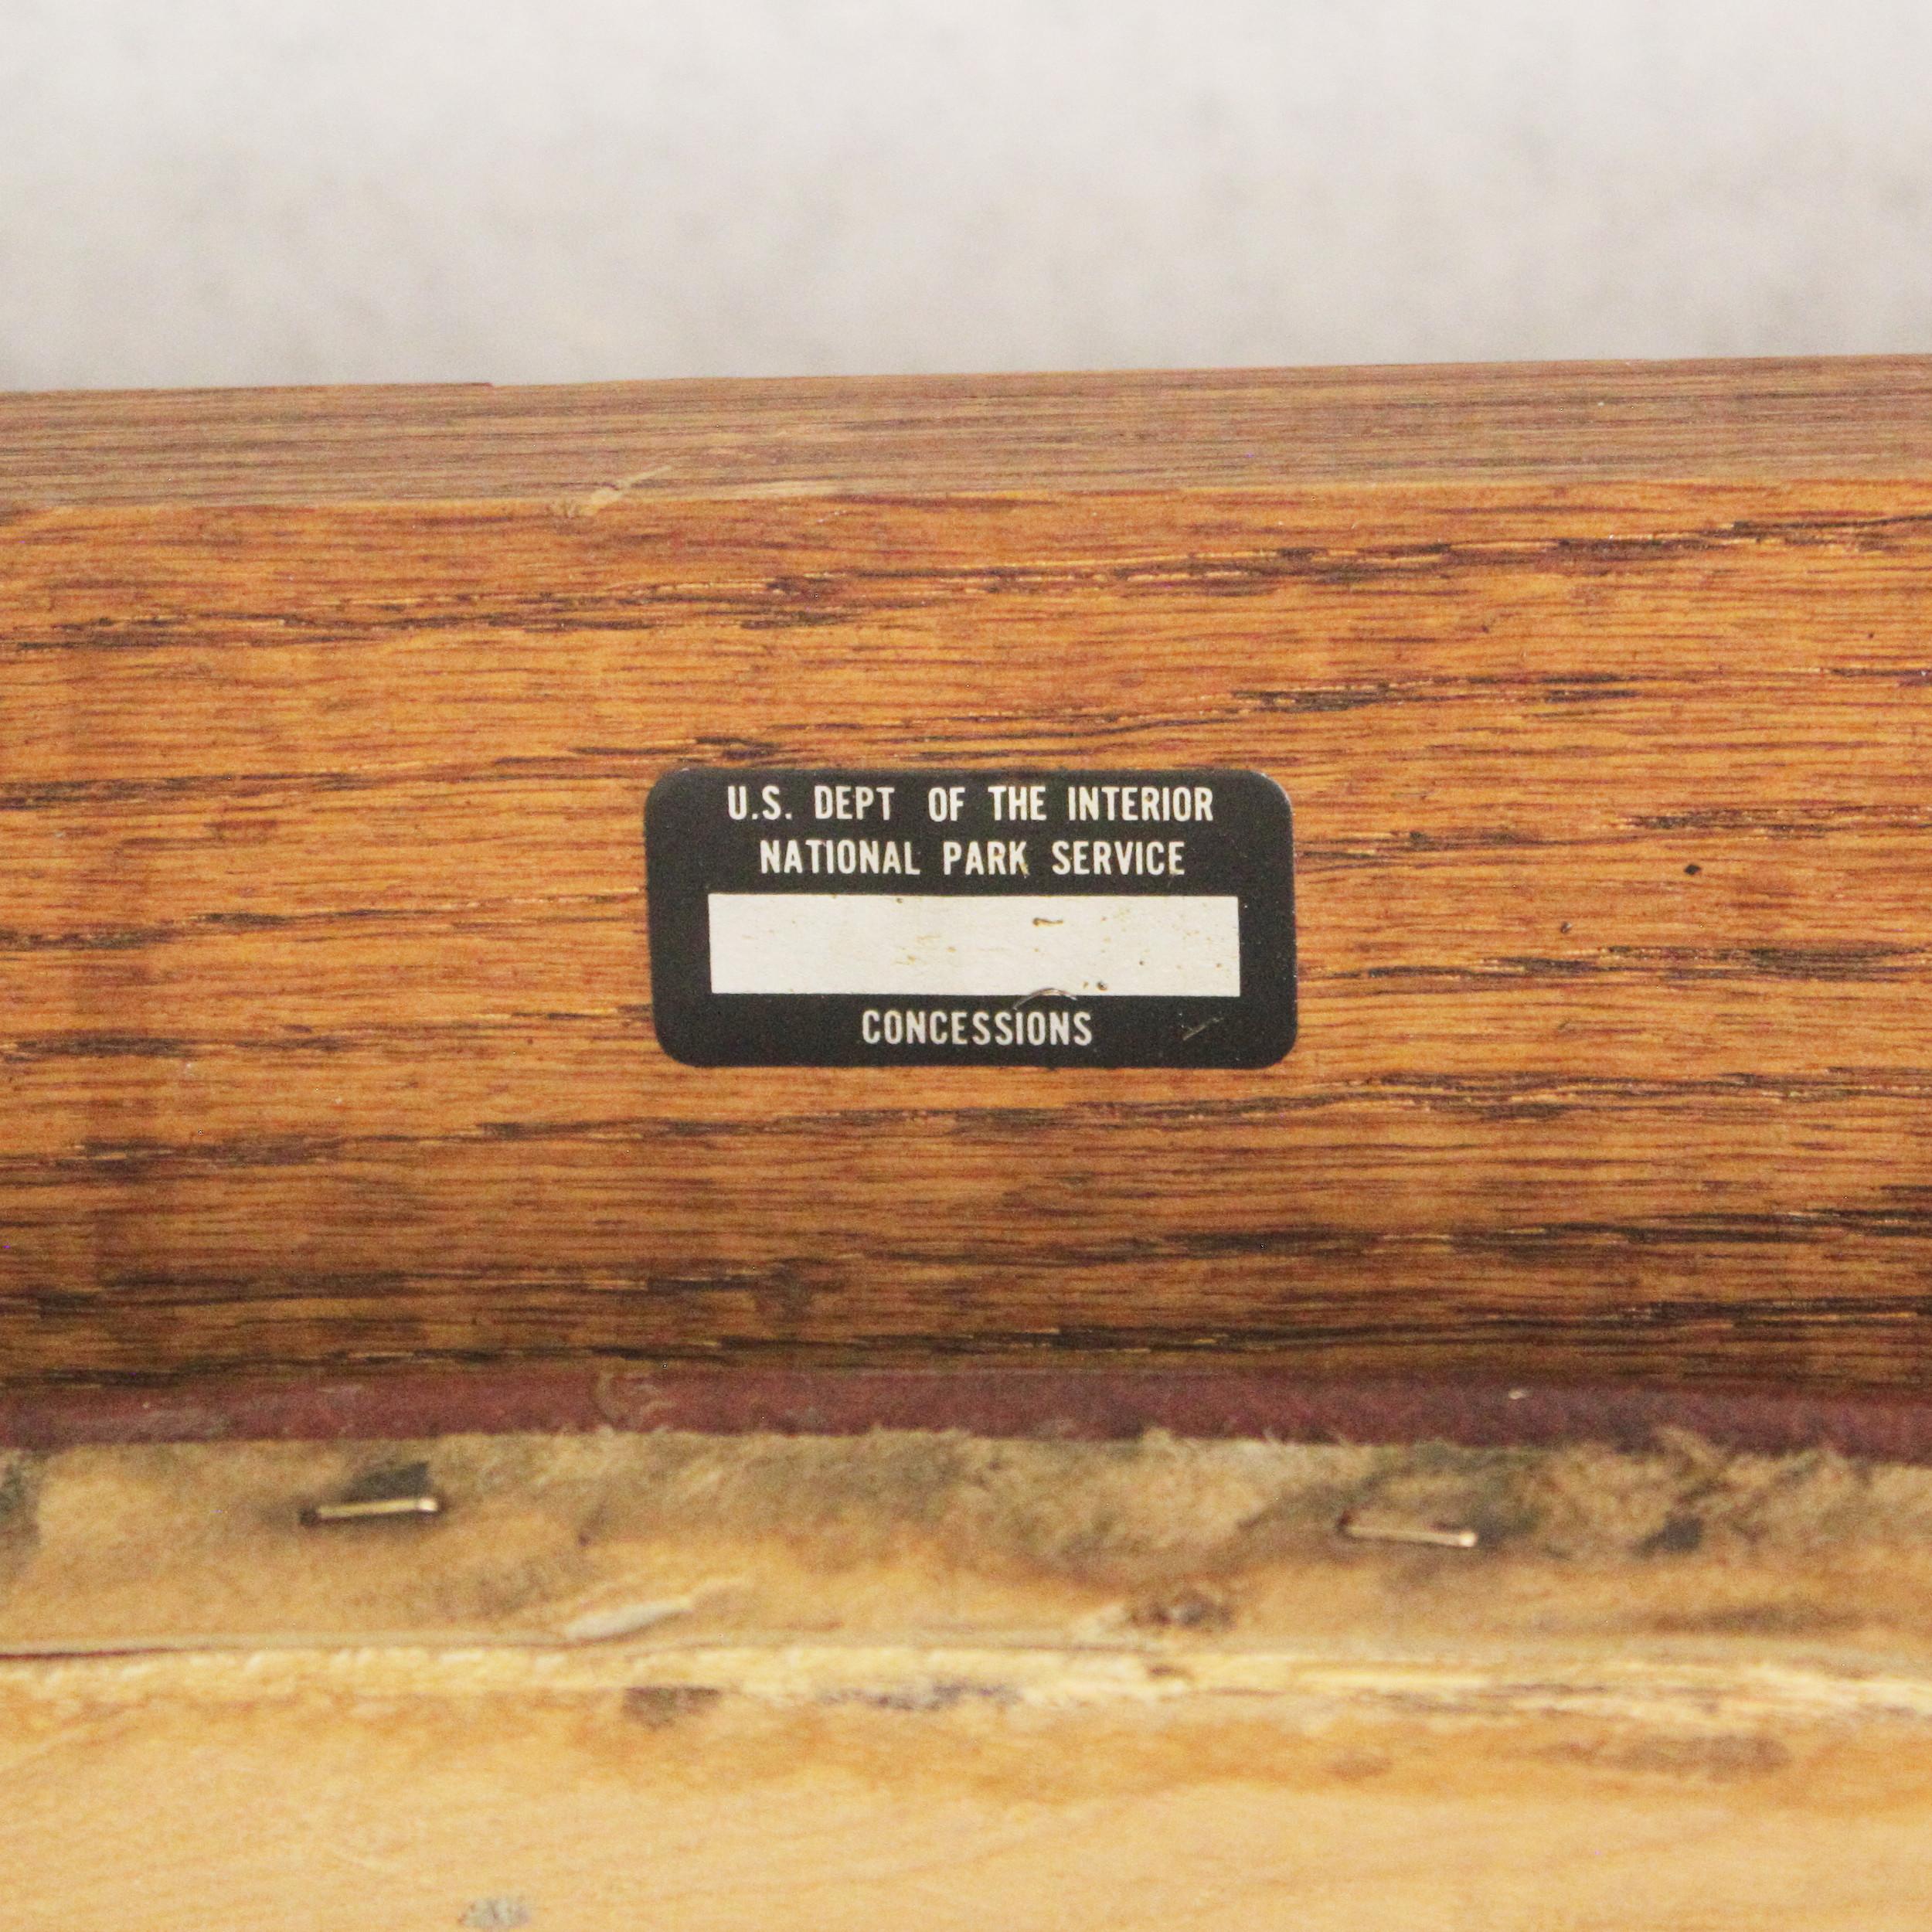 U.S. DEPT OF THE INTERIOR
NATIONAL PARK SERVICE
CONCESSIONS